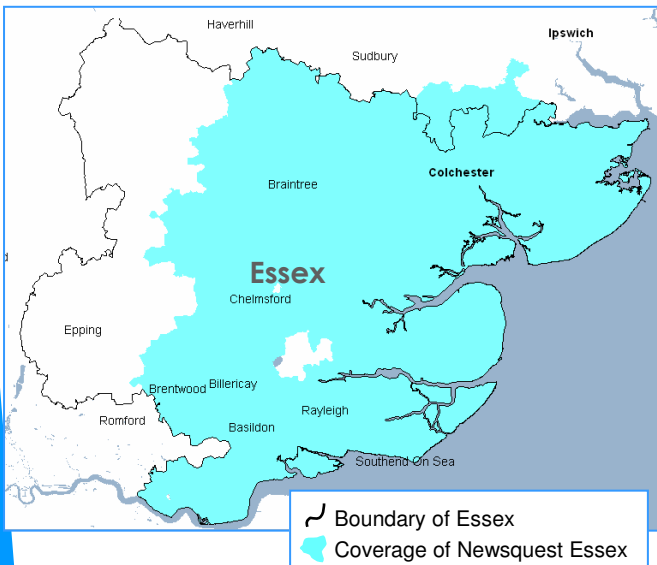 Haverhill
Ipswich
Sudbury
Braintree
Colchester
Essex
Chelmsford
Epping
Brentwood
Billericay
Romford
Rayleigh
Basildon
Southend On Sea
Boundary of Essex
Coverage of Newsquest Essex